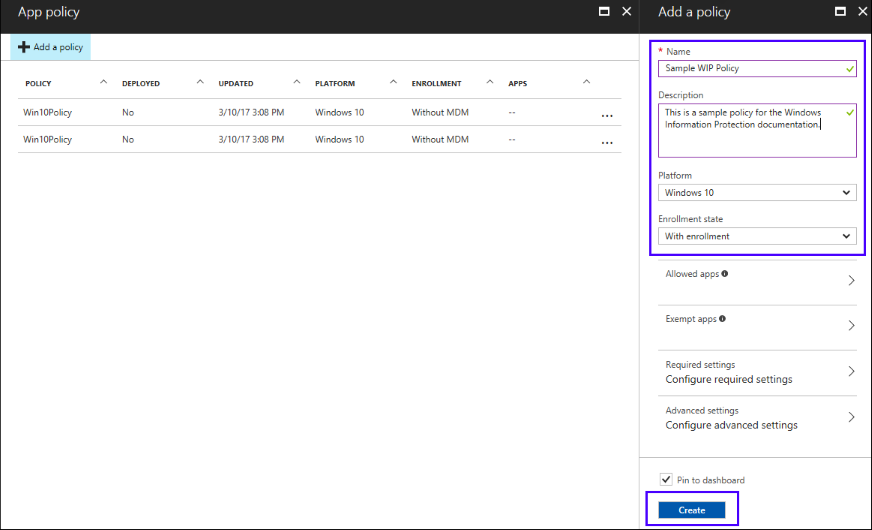 App policy
Add a policy
POLICY DEPLOYED UPDATED PLATFORM ENROLLMENT APPS
Win10Policy No 3/10/17 3:08 PM Windows 10 Without MDM -- ...
Win10Policy No 3/10/17 3:08 PM Windows 10 Without MDM -- ...
Add a policy
* Name
Sample WIP Policy
Description
This is a sample policy for the Windows
Information Protection documentation.
Platform
Windows 10
Enrollment state
With enrollment
Allowed apps
Exempt apps
Required settings
Configure required settings
Advanced settings
Configure advanced settings
Pin to dashboard
Create